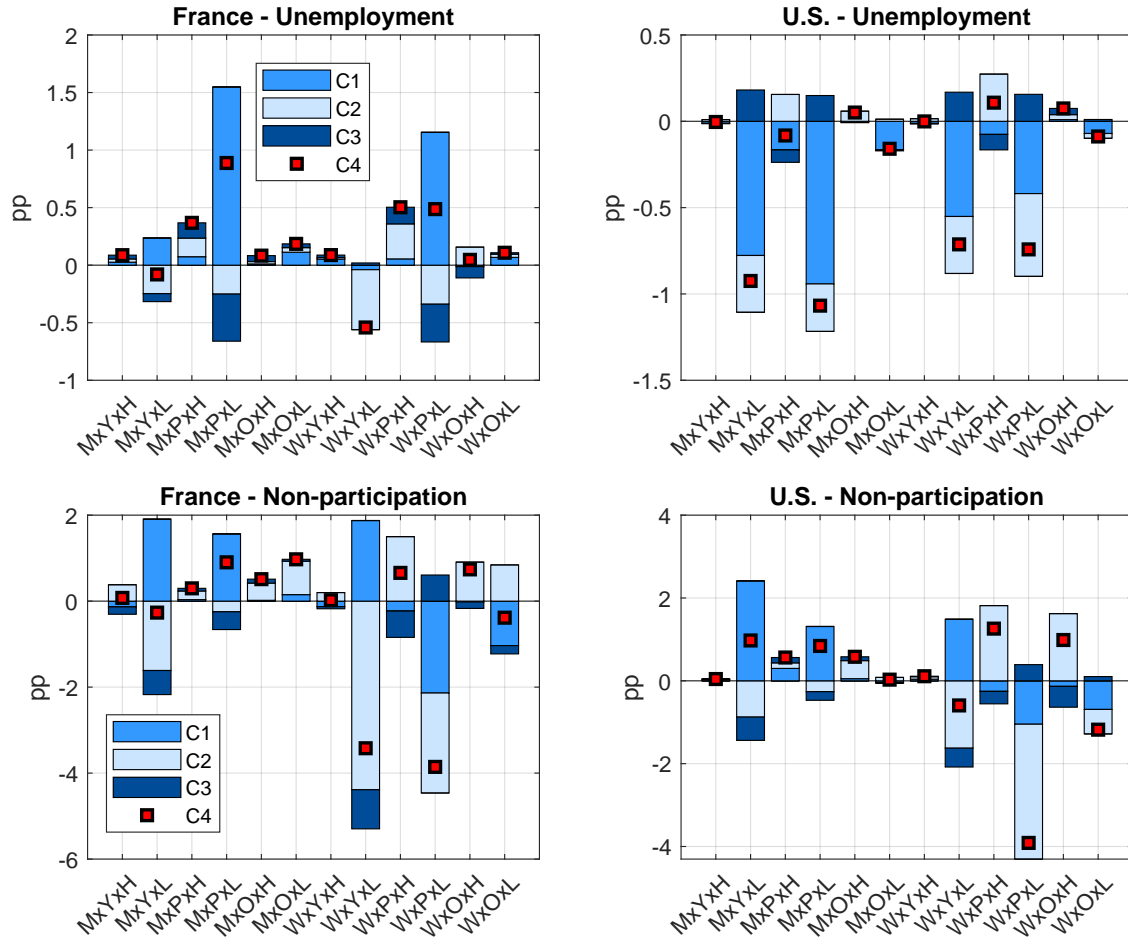 France - Unemployment
2
1.5
1
0.5
0
-0.5
-1
pp
C1
C2
C3
C4
MxYxH
MxYxL
MxPxH
MxPxL
MxOxH
MxOxL
WxYxH
WxYxL
WxPxH
WxPxL
WxOxH
WxOxL
U.S. - Unemployment
0.5
0
-0.5
-1
-1.5
pp
MxYxH
MxYxL
MxPxH
MxPxL
MxOxH
MxOxL
WxYxH
WxYxL
WxPxH
WxPxL
WxOxH
WxOxL
France - Non-participation
2
0
-2
-4
-6
pp
C1
C2
C3
C4
MxYxH
MxYxL
MxPxH
MxPxL
MxOxH
MxOxL
WxYxH
WxYxL
WxPxH
WxPxL
WxOxH
WxOxL
U.S. - Non-participation
4
2
0
-2
-4
pp
MxYxH
MxYxL
MxPxH
MxPxL
MxOxH
MxOxL
WxYxH
WxYxL
WxPxH
WxPxL
WxOxH
WxOxL